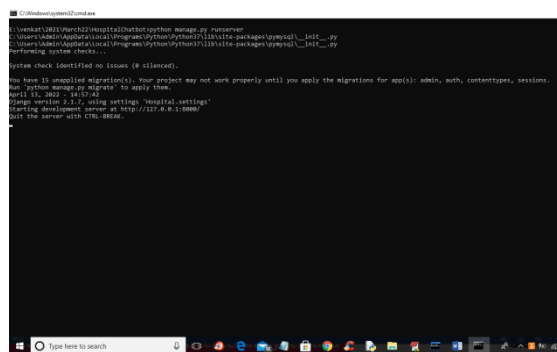 C:\Windows\system32\cmd.exe
E:\venkat\2021\March22\HospitalChatbot>python manage.py runserver
C:\Users\Admin\AppData\Local\Programs\Python\Python37\lib\site-packages\pymysql\__init__.py
C:\Users\Admin\AppData\Local\Programs\Python\Python37\lib\site-packages\pymysql\__init__.py
Performing system checks...
System check identified no issues (0 silenced).
You have 15 unapplied migration(s). Your project may not work properly until you apply the migrations for app(s): admin, auth, contenttypes, sessions.
Run 'python manage.py migrate' to apply them.
April 13, 2022 - 14:57:42
Django version 2.1.7, using settings 'Hospital.settings'
Starting development server at http://127.0.0.1:8000/
Quit the server with CTRL-BREAK.
Type here to search